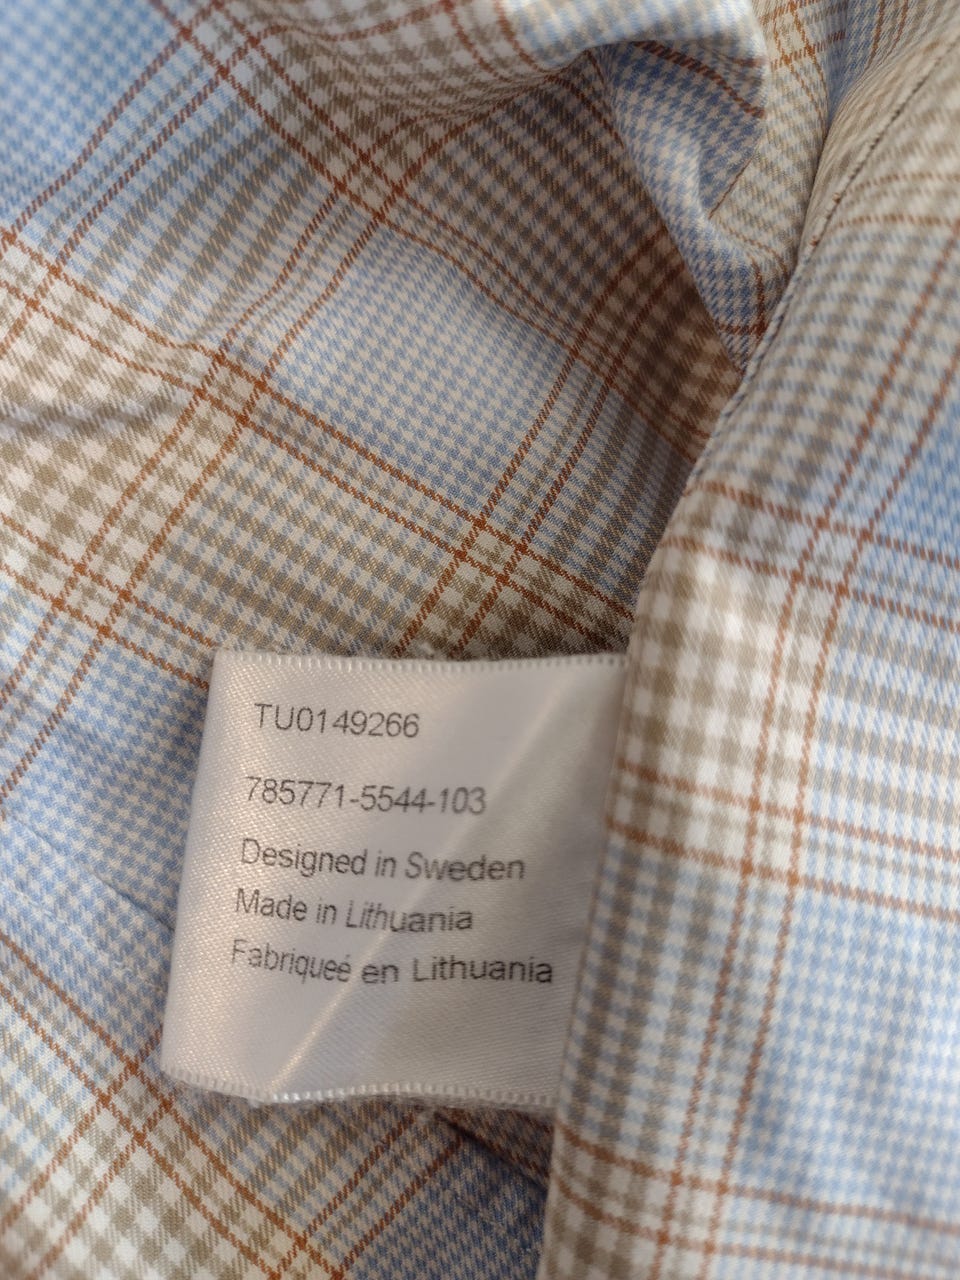 TU0149266
785771-5544-103
Designed in Sweden
Made in Lithuania
Fabriqueé en Lithuania